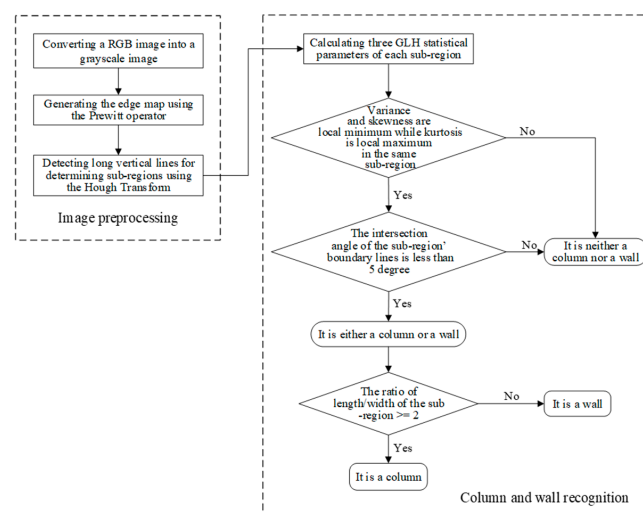 Converting a RGB image into a
grayscale image
Generating the edge map using
the Prewitt operator
Detecting long vertical lines for
determining sub-regions using
the Hough Transform
Image preprocessing
Calculating three GLH statistical
parameters of each sub-region
Variance
and skewness are
local minimum while kurtosis
is local maximum
in the same
sub-region
No
Yes
The intersection
angle of the sub-region'
boundary lines is less than
5 degree
No
It is neither a
column nor a wall
Yes
It is either a column or a wall
The ratio of
length/width of the sub
-region >= 2
No
It is a wall
Yes
It is a column
Column and wall recognition